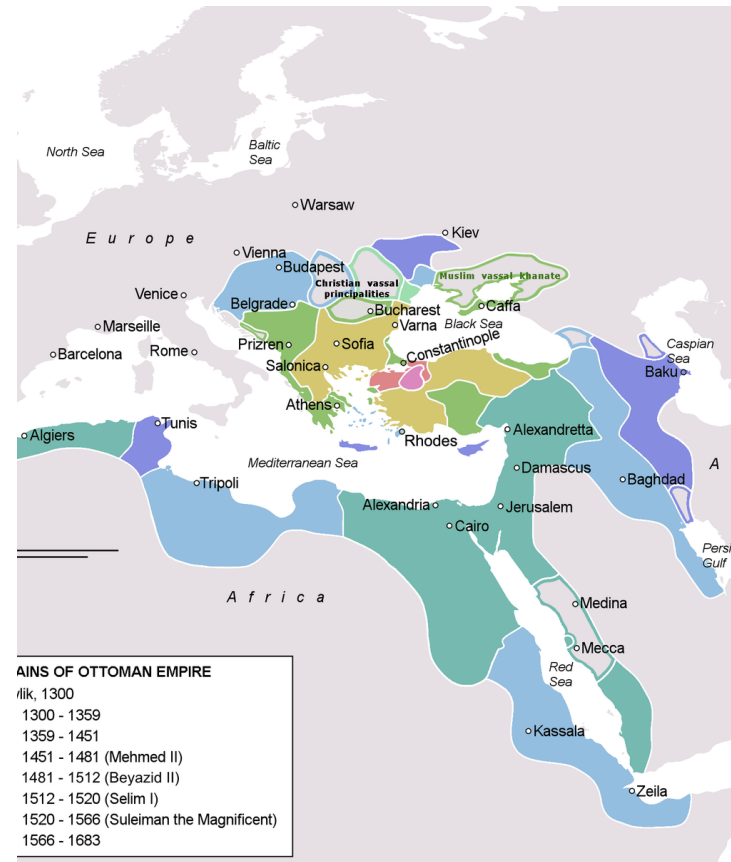 North Sea
Baltic
Sea
Warsaw
Europe
Kiev
Vienna
Budapest
Muslim vassal khanate
Christian vassal
principalities
Venice
Belgrade
Bucharest
Caffa
Marseille
Varna
Black Sea
Constantinople
Caspian
Sea
Prizren
Sofia
Barcelona
Rome
Salonica
Baku
Athens
Tunis
Algiers
Rhodes
Alexandretta
Mediterranean Sea
Damascus
A
Tripoli
Baghdad
Alexandria
Jerusalem
Cairo
Persi
Gulf
Africa
Medina
Mecca
Red
Sea
Kassala
Zeila
AINS OF OTTOMAN EMPIRE
ylik, 1300
1300 - 1359
1359 - 1451
1451 - 1481 (Mehmed II)
1481 - 1512 (Beyazid II)
1512 - 1520 (Selim I)
1520 - 1566 (Suleiman the Magnificent)
1566 - 1683